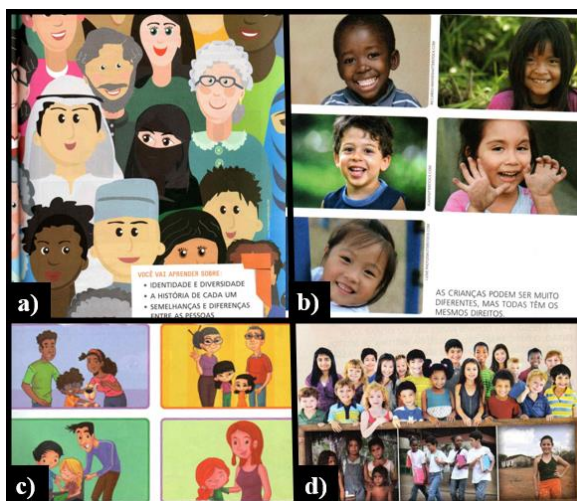 VOCÊ VAI APRENDER SOBRE:
• IDENTIDADE E DIVERSIDADE
• A HISTÓRIA DE CADA UM
• SEMELHANÇAS E DIFERENÇAS
ENTRE AS PESSOAS
a)
b)
AS CRIANÇAS PODEM SER MUITO
DIFERENTES, MAS TODAS TÊM OS
MESMOS DIREITOS.
c)
d)